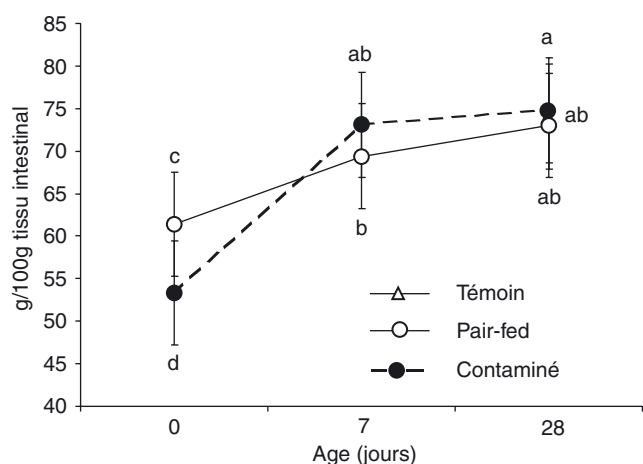 85
80
75
70
65
60
55
50
45
40
g/100g tissu intestinal
c
d
ab
b
a
ab
ab
Témoin
Pair-fed
Contaminé
0
7
28
Age (jours)